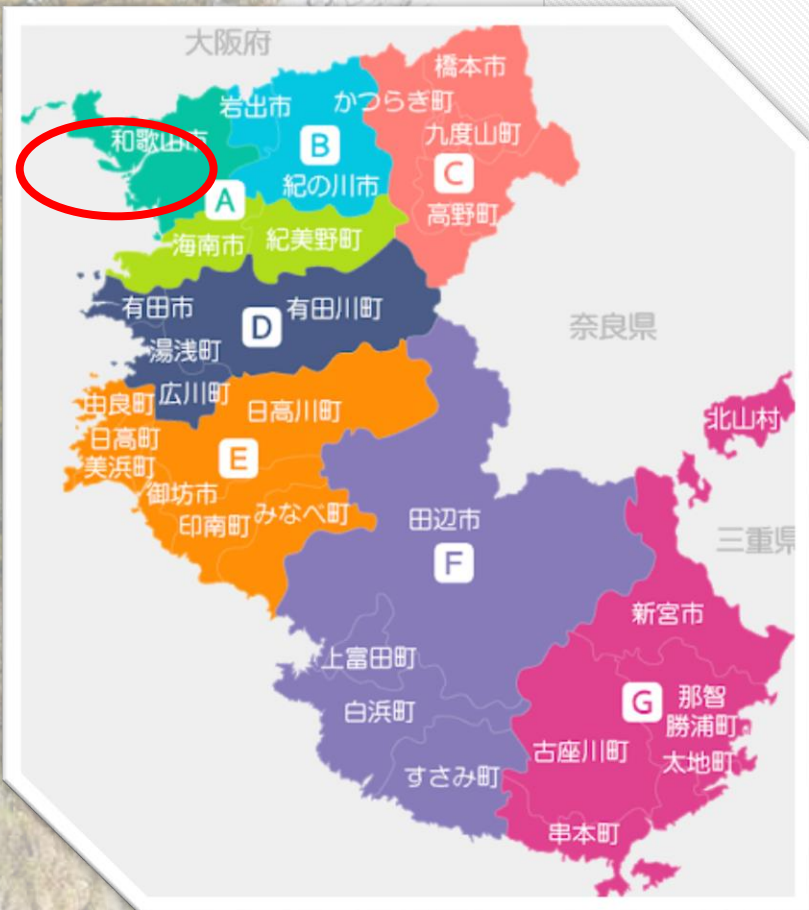 大阪府
橋本市
岩出市
かつらぎ町
和歌山市
九度山町
B
C
紀の川市
A
高野町
海南市
紀美野町
有田市
有田川町
D
奈良県
湯浅町
広川町
由良町
日高川町
北山村
日高町
美浜町
E
御坊市
みなべ町
印南町
田辺市
三重県
F
新宮市
上富田町
G
那智
勝浦町
白浜町
古座川町
太地町
すさみ町
串本町